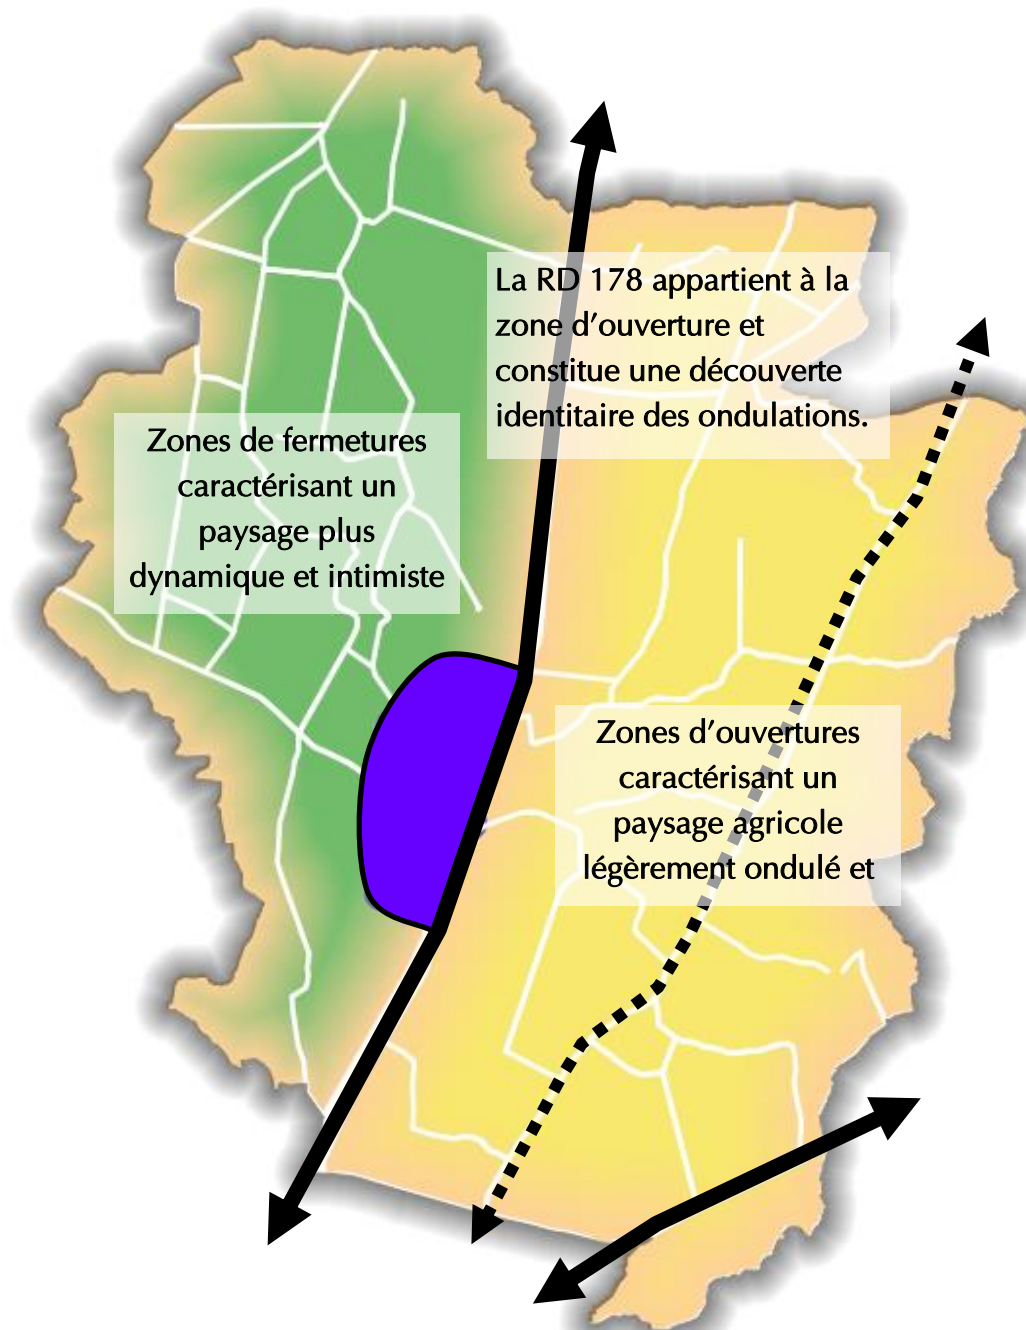 La RD 178 appartient à la
zone d’ouverture et
constitue une découverte
identitaire des ondulations.
Zones de fermetures
caractérisant un
paysage plus
dynamique et intimiste
Zones d’ouvertures
caractérisant un
paysage agricole
légèrement ondulé et